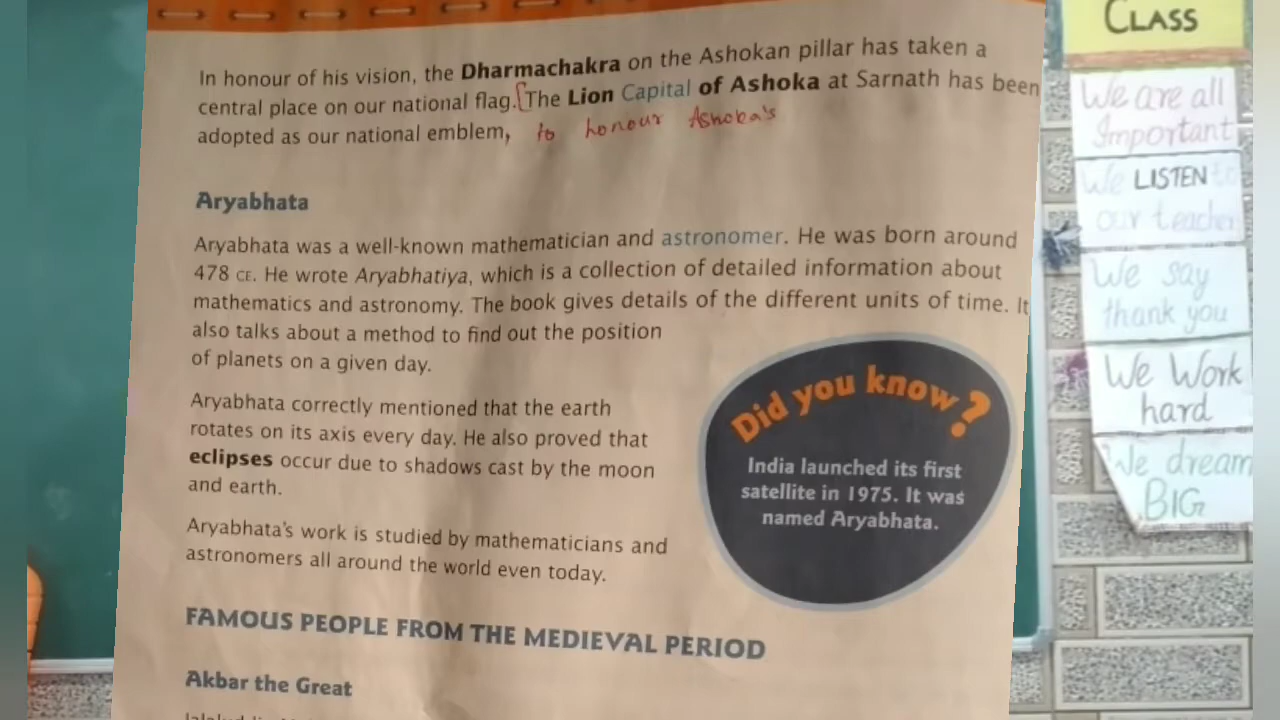 In honour of his vision, the Dharmachakra on the Ashokan pillar has taken a
central place on our national flag. [The Lion Capital of Ashoka at Sarnath has been
adopted as our national emblem, to honour Ashoka's
Aryabhata
Aryabhata was a well-known mathematician and astronomer. He was born around
478 CE. He wrote Aryabhatiya, which is a collection of detailed information about
mathematics and astronomy. The book gives details of the different units of time. It
also talks about a method to find out the position
of planets on a given day.
Aryabhata correctly mentioned that the earth
rotates on its axis every day. He also proved that
eclipses occur due to shadows cast by the moon
and earth.
Aryabhata's work is studied by mathematicians and
astronomers all around the world even today.
Did you know?
India launched its first
satellite in 1975. It was
named Aryabhata.
FAMOUS PEOPLE FROM THE MEDIEVAL PERIOD
Akbar the Great
CLASS
We are all
Important
We LISTEN to
our teacher
We say
thank you
We Work
hard
We dream
BIG